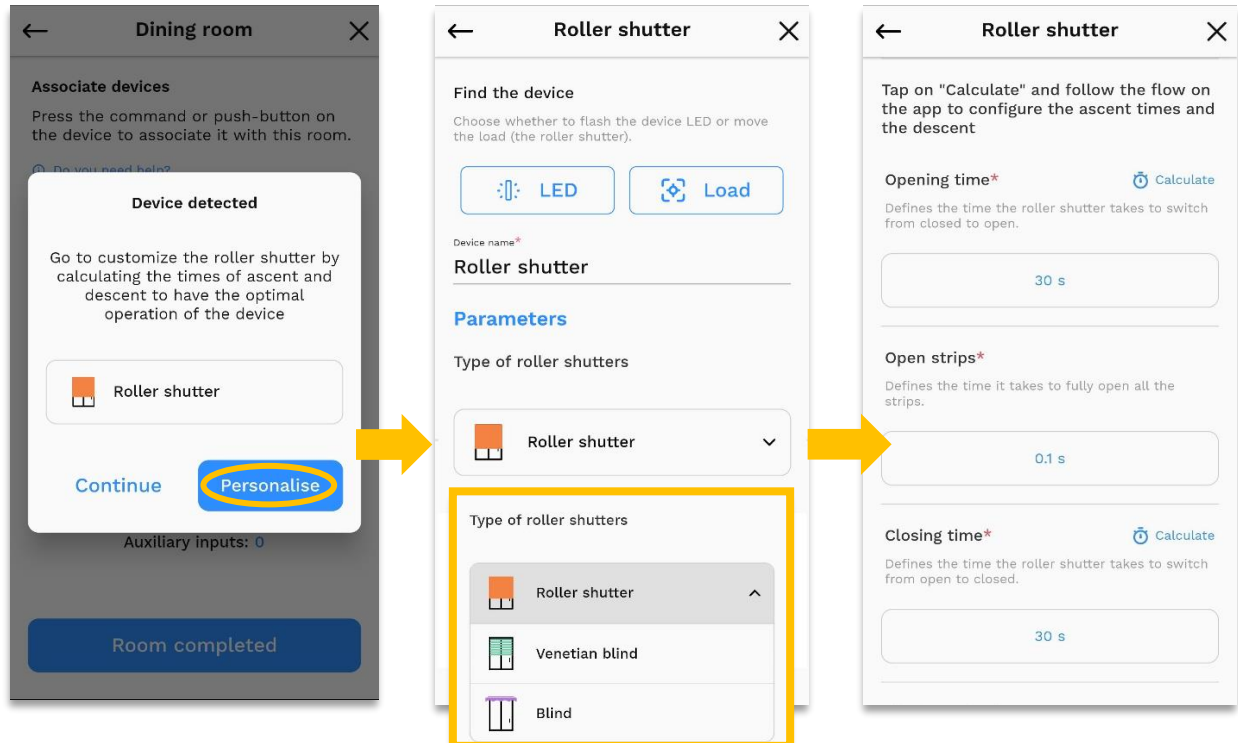 Dining room
Associate devices
Press the command or push-button on
the device to associate it with this room.
Do you need help?
Device detected
Go to customize the roller shutter by
calculating the times of ascent and
descent to have the optimal
operation of the device
Roller shutter
Continue
Personalise
Auxiliary inputs: 0
Room completed
Roller shutter
Find the device
Choose whether to flash the device LED or move
the load (the roller shutter).
LED
Load
Device name*
Roller shutter
Parameters
Type of roller shutters
Roller shutter
Type of roller shutters
Roller shutter
Venetian blind
Blind
Roller shutter
Tap on "Calculate" and follow the flow on
the app to configure the ascent times and
the descent
Opening time*
Calculate
Defines the time the roller shutter takes to switch
from closed to open.
30 s
Open strips*
Defines the time it takes to fully open all the
strips.
0.1 s
Closing time*
Calculate
Defines the time the roller shutter takes to switch
from open to closed.
30 s